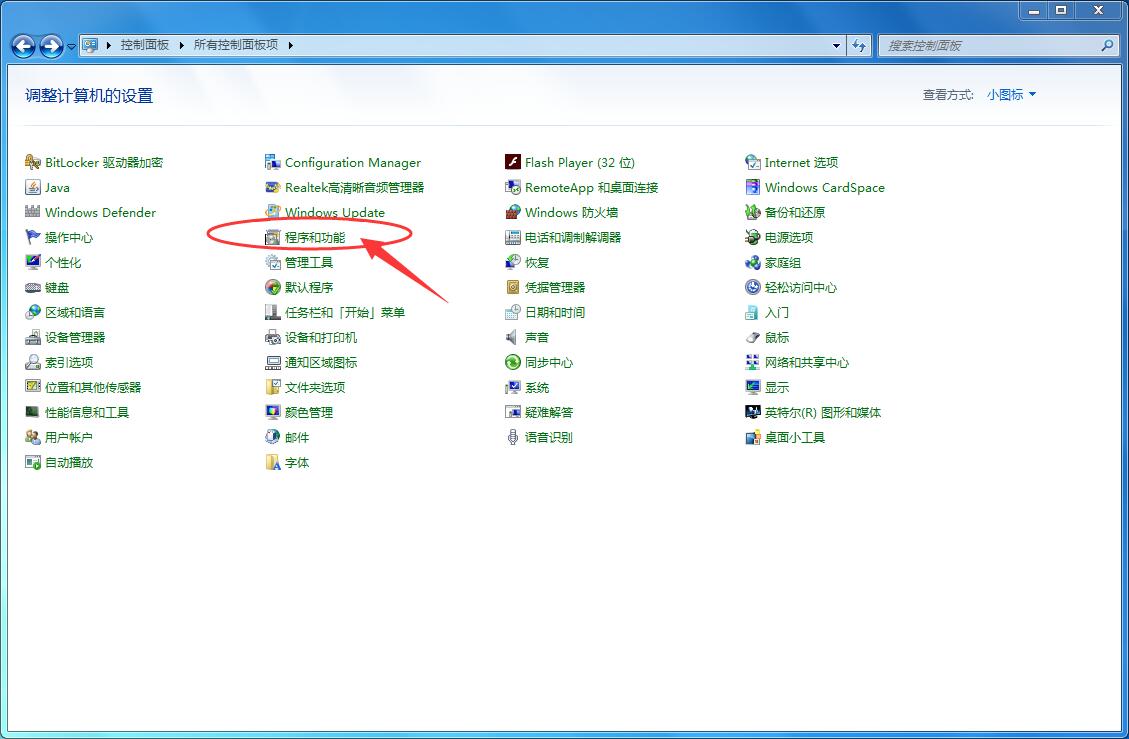 控制面板 所有控制面板项
搜索控制面板
调整计算机的设置
查看方式: 小图标
BitLocker 驱动器加密 Configuration Manager Flash Player (32 位) Internet 选项
Java Realtek高清晰音频管理器 RemoteApp 和桌面连接 Windows CardSpace
Windows Defender Windows Update Windows 防火墙 备份和还原
操作中心 程序和功能 电话和调制解调器 电源选项
个性化 管理工具 恢复 家庭组
键盘 默认程序 凭据管理器 轻松访问中心
区域和语言 任务栏和「开始」菜单 日期和时间 入门
设备管理器 设备和打印机 声音 鼠标
索引选项 通知区域图标 同步中心 网络和共享中心
位置和其他传感器 文件夹选项 系统 显示
性能信息和工具 颜色管理 疑难解答 英特尔(R) 图形和媒体
用户帐户 邮件 语音识别 桌面小工具
自动播放 字体